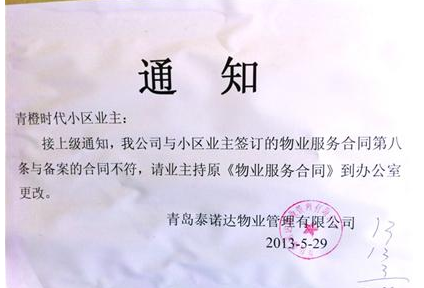 通 知
青橙时代小区业主：
接上级通知，我公司与小区业主签订的物业服务合同第八
条与备案的合同不符，请业主持原《物业服务合同》到办公室
更改。
青岛泰诺达物业管理有限公司
2013-5-29
13
13
3